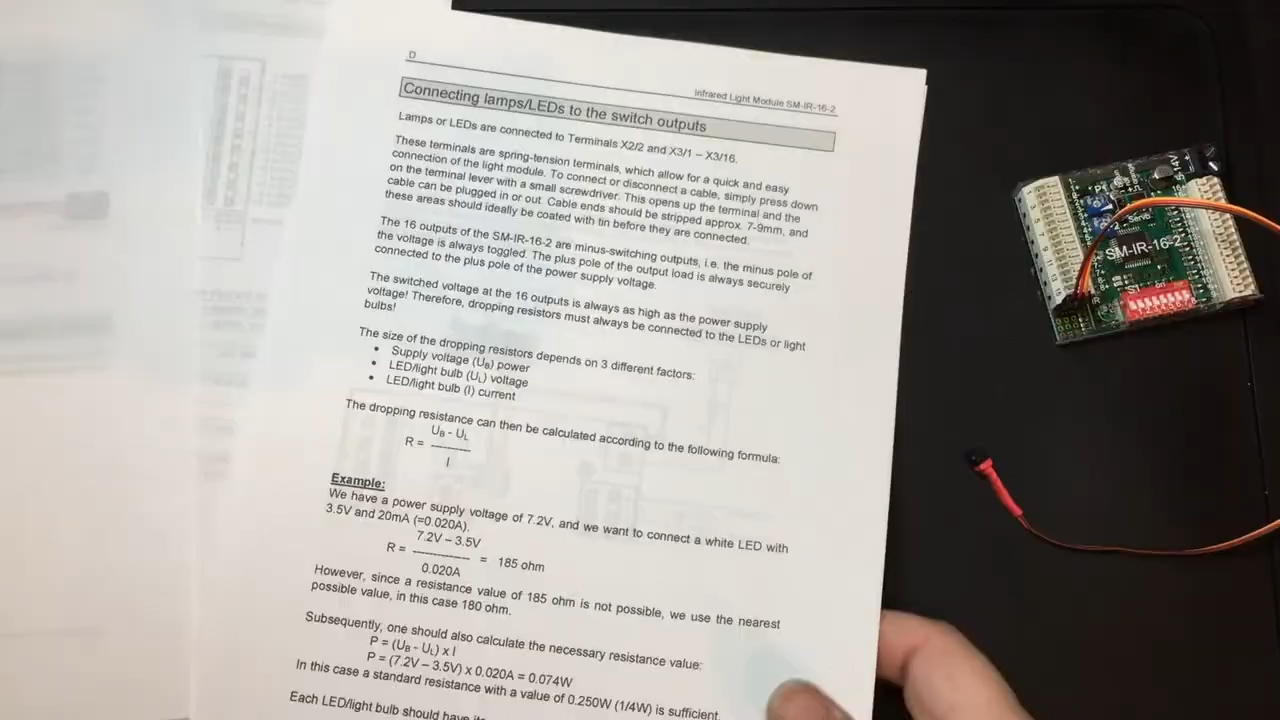 D
Infrared Light Module SM-IR-16-2
Connecting lamps/LEDs to the switch outputs
Lamps or LEDs are connected to Terminals X2/2 and X3/1 – X3/16.
These terminals are spring-tension terminals, which allow for a quick and easy
connection of the light module. To connect or disconnect a cable, simply press down
on the terminal lever with a small screwdriver. This opens up the terminal and the
cable can be plugged in or out. Cable ends should be stripped approx. 7-9mm, and
these areas should ideally be coated with tin before they are connected.
The 16 outputs of the SM-IR-16-2 are minus-switching outputs, i.e. the minus pole of
the voltage is always toggled. The plus pole of the output load is always securely
connected to the plus pole of the power supply voltage.
The switched voltage at the 16 outputs is always as high as the power supply
voltage! Therefore, dropping resistors must always be connected to the LEDs or light
bulbs!
The size of the dropping resistors depends on 3 different factors:
• Supply voltage (UB) power
• LED/light bulb (UL) voltage
• LED/light bulb (I) current
The dropping resistance can then be calculated according to the following formula:
UB - UL
R = ----------
I
Example:
We have a power supply voltage of 7.2V, and we want to connect a white LED with
3.5V and 20mA (=0.020A).
7.2V – 3.5V
R = -------------- = 185 ohm
0.020A
However, since a resistance value of 185 ohm is not possible, we use the nearest
possible value, in this case 180 ohm.
Subsequently, one should also calculate the necessary resistance value:
P = (UB - UL) x I
P = (7.2V – 3.5V) x 0.020A = 0.074W
In this case a standard resistance with a value of 0.250W (1/4W) is sufficient.
Each LED/light bulb should have
Servo
SM-IR-16-2